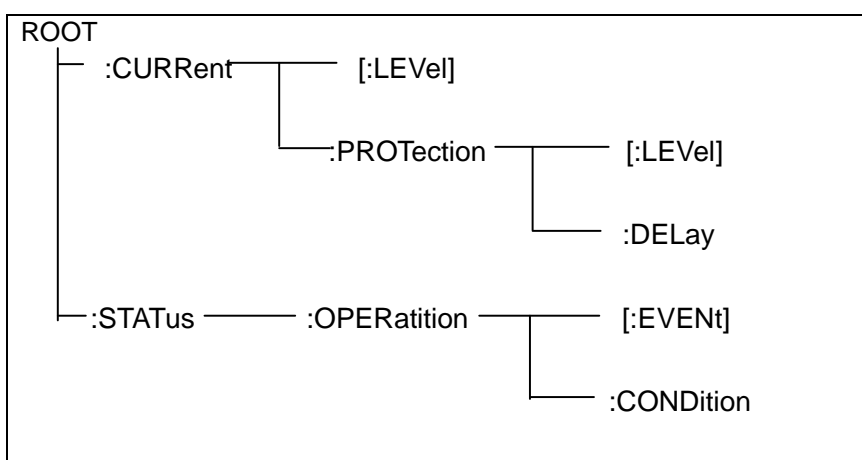 ROOT
:CURRent [:LEVel]
:PROTection [:LEVel]
:DELay
:STATus :OPERatition [:EVENt]
:CONDition